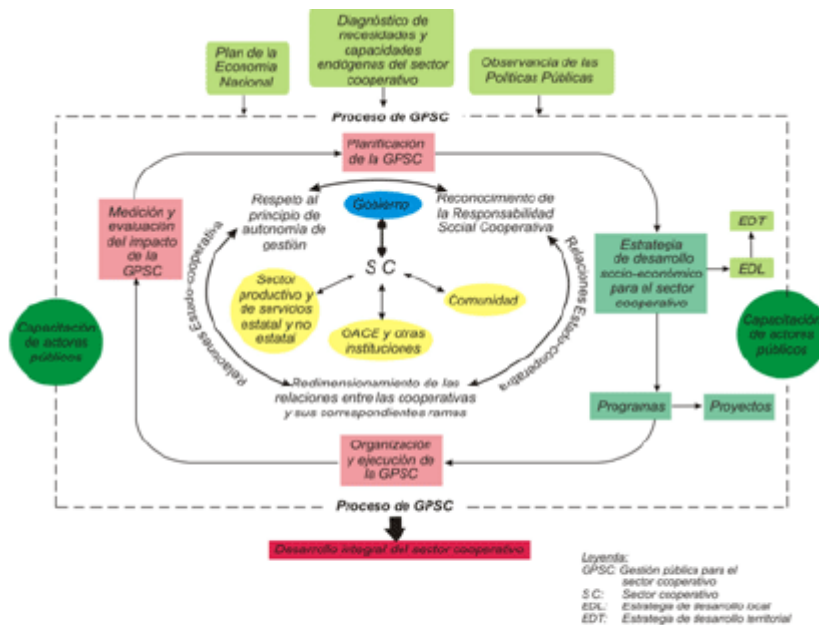 Plan de la
Economía
Nacional
Diagnóstico de
necesidades y
capacidades
endógenas del sector
cooperativo
Observancia de las
Políticas Públicas
Proceso de GPSC
Planificación
de la GPSC
Medición y
evaluación
del impacto de
la GPSC
Respeto al
principio de
autonomía de
gestión
Gobierno
Reconocimiento de
la Responsabilidad
Social Cooperativa
Relaciones Estado-cooperativa
Relaciones Estado-cooperativa
S C
Sector
productivo y
de servicios
estatal y no
estatal
OACE y otras
instituciones
Comunidad
Redimensionamiento de las
relaciones entre las cooperativas
y sus correspondientes ramas
Estrategia
de desarrollo
socio-económico
para el sector
cooperativo
EDT
EDL
Capacitación
de actores
públicos
Capacitación
de actores
públicos
Programas
Proyectos
Organización
y ejecución de
la GPSC
Proceso de GPSC
Desarrollo integral del sector cooperativo
Leyenda:
GPSC: Gestión pública para el
sector cooperativo
S C: Sector cooperativo
EDL: Estrategia de desarrollo local
EDT: Estrategia de desarrollo territorial